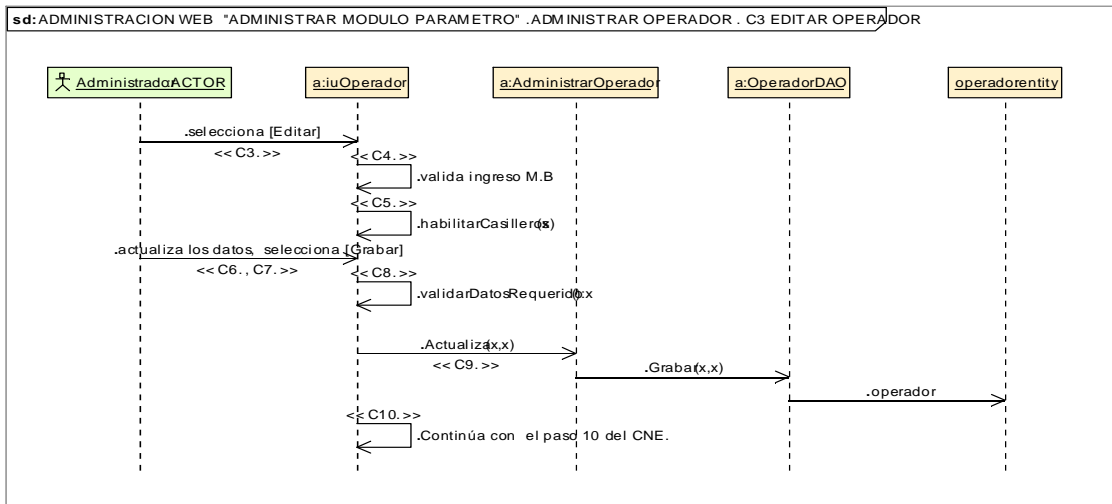 sd:ADMINISTRACION WEB "ADMINISTRAR MODULO PARAMETRO" .ADMINISTRAR OPERADOR . C3 EDITAR OPERADOR
AdministradorACTOR
a:iuOperador
a:AdministrarOperador
a:OperadorDAO
operadorentity
.selecciona [Editar]
<< C3. >>
<< C4. >>
.valida ingreso M.B
<< C5. >>
.habilitarCasilleros(x)
.actualiza los datos, selecciona [Grabar]
<< C6. , C7. >>
<< C8. >>
.validarDatosRequerido():x
.Actualiza(x,x)
<< C9. >>
.Grabar(x,x)
.operador
<< C10. >>
.Continúa con el paso 10 del CNE.